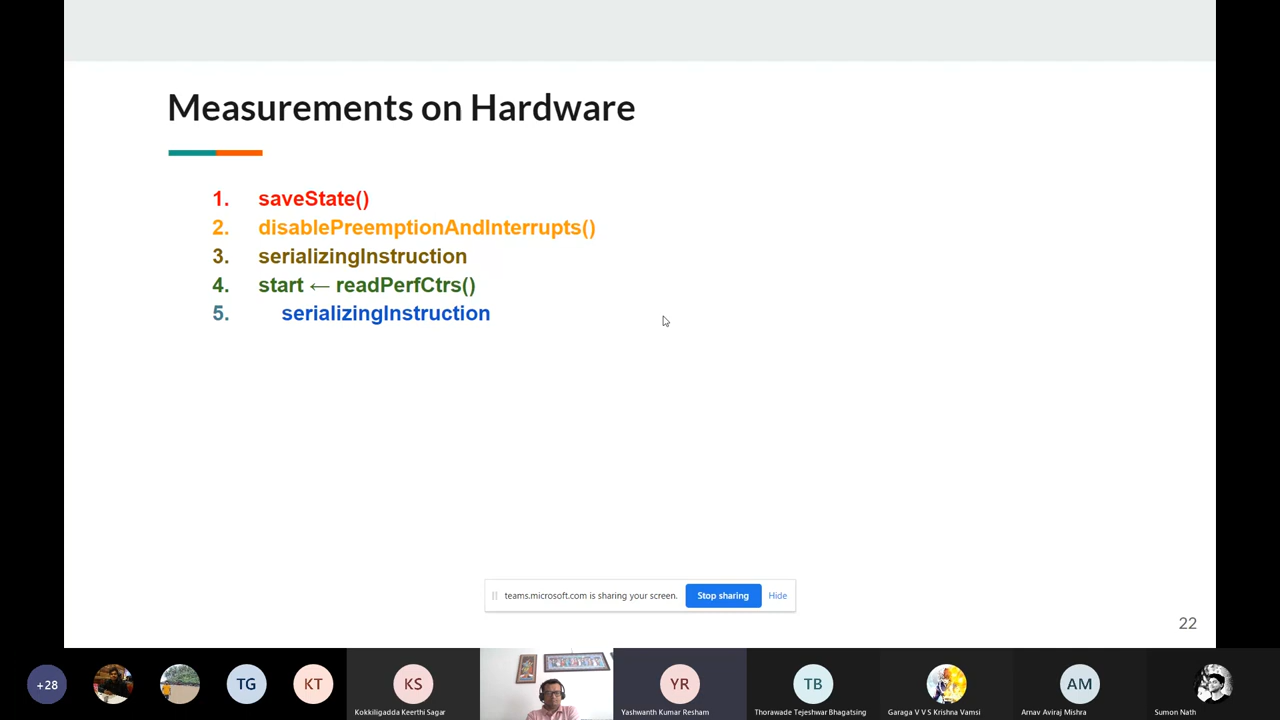 Measurements on Hardware
1. saveState()
2. disablePreemptionAndInterrupts()
3. serializingInstruction
4. start ← readPerfCtrs()
5. serializingInstruction
teams.microsoft.com is sharing your screen. Stop sharing Hide
22
+28 TG KT KS YR TB AM
Kokkiligadda Keerthi Sagar Yashwanth Kumar Resham Thorawade Tejeshwar Bhagatsing Garaga V V S Krishna Vamsi Arnav Aviraj Mishra Sumon Nath